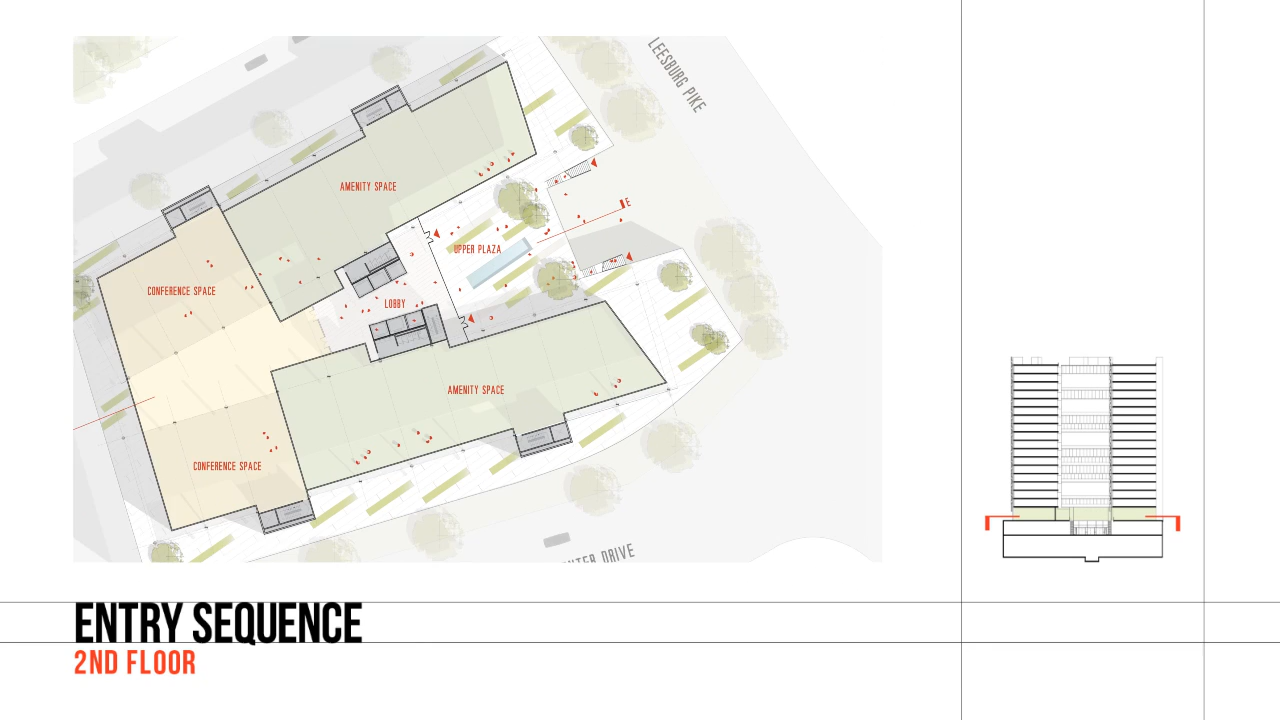 LEESBURG PIKE
AMENITY SPACE
E
UPPER PLAZA
CONFERENCE SPACE
LOBBY
AMENITY SPACE
CONFERENCE SPACE
DRIVE
ENTRY SEQUENCE
2ND FLOOR